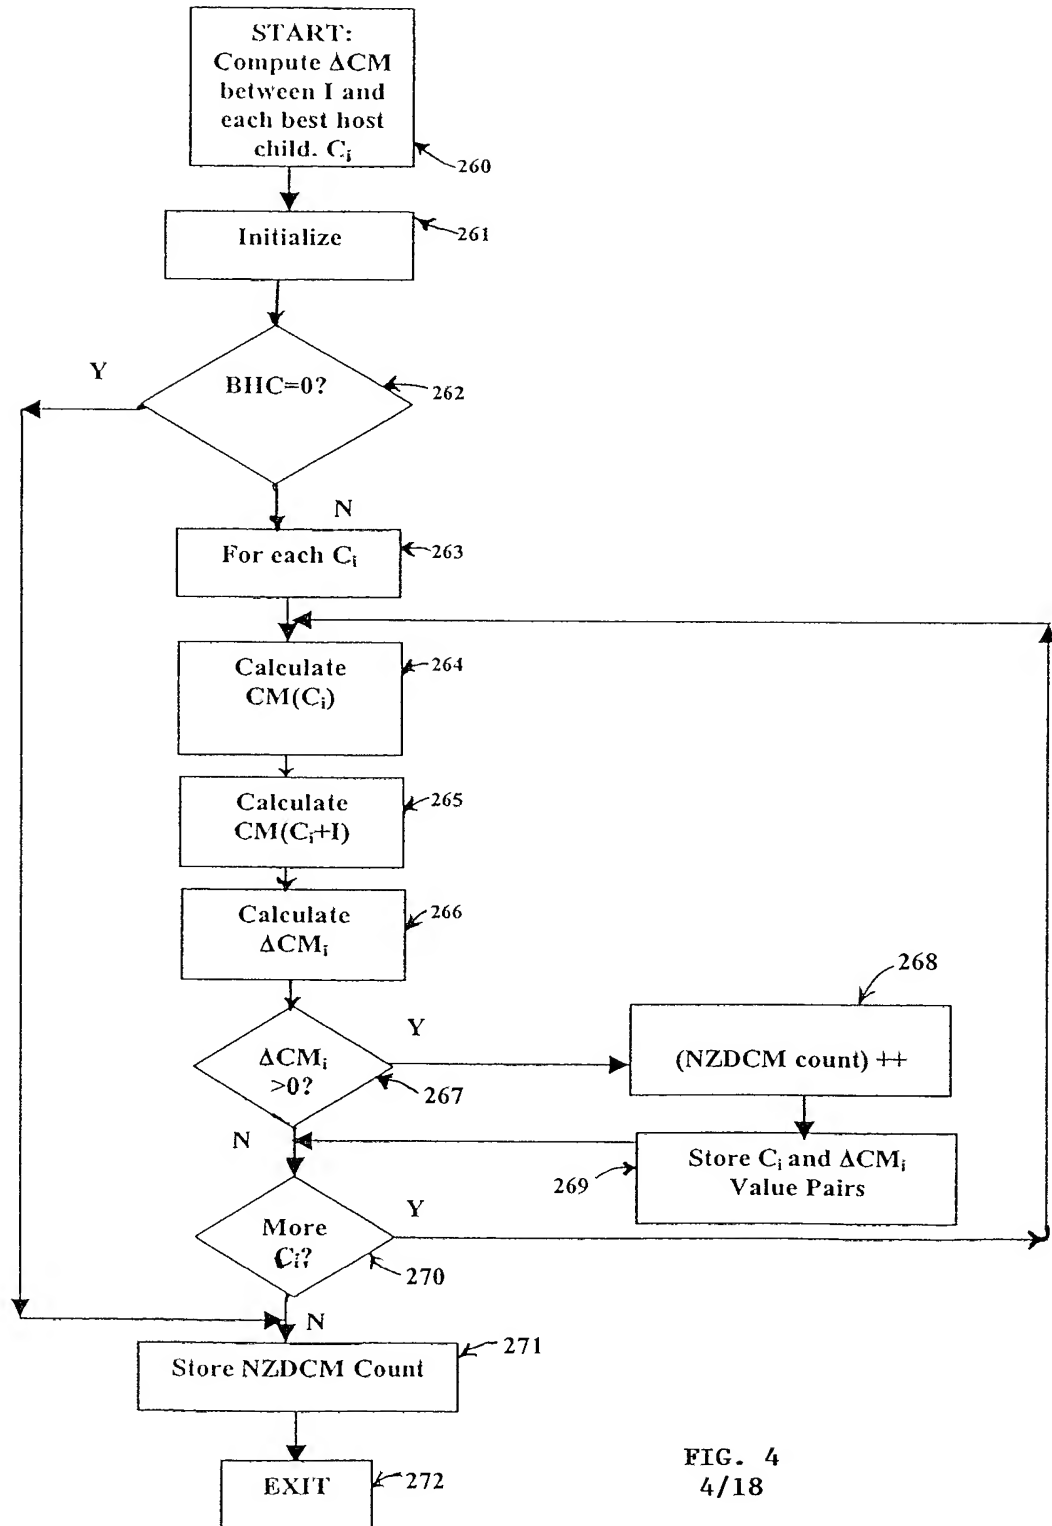 START:
Compute ΔCM
between I and
each best host
child. Cᵢ
260
Initialize
261
Y
BHC=0?
262
N
For each Cᵢ
263
Calculate
CM(Cᵢ)
264
Calculate
CM(Cᵢ+I)
265
Calculate
ΔCMᵢ
266
268
(NZDCM count) ++
Y
ΔCMᵢ
>0?
267
N
Store Cᵢ and ΔCMᵢ
Value Pairs
269
Y
More
Cᵢ?
270
N
Store NZDCM Count
271
EXIT
272
FIG. 4
4/18